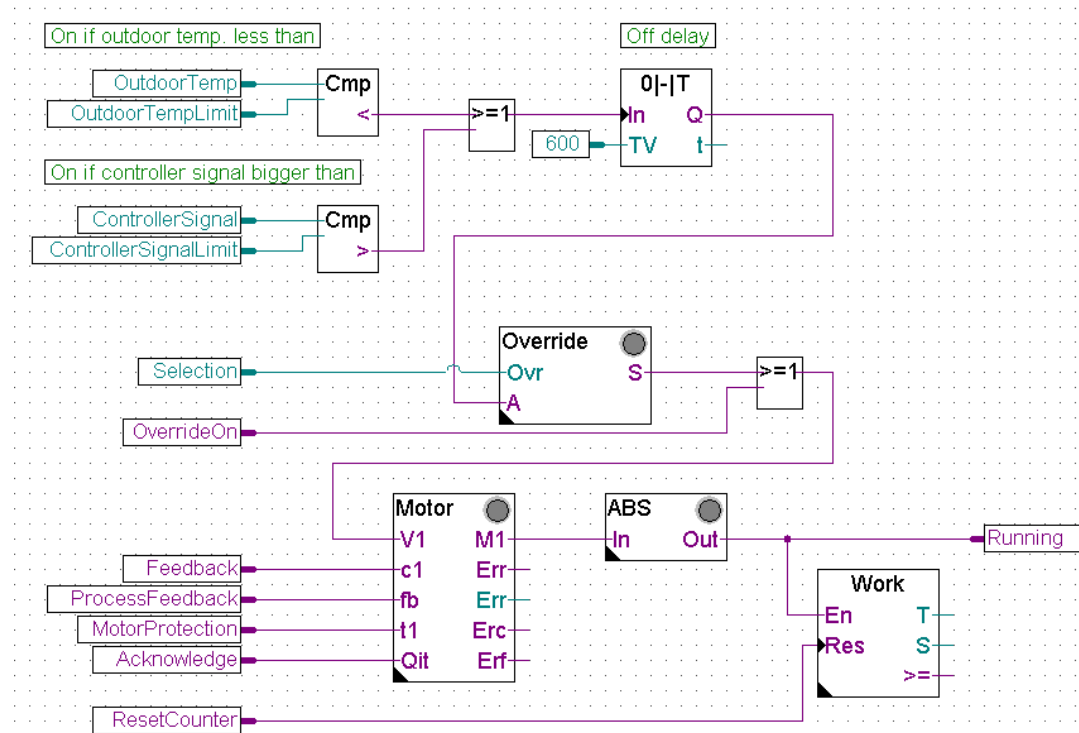 On if outdoor temp. less than
Off delay
OutdoorTemp
OutdoorTempLimit
Cmp
<
>=1
0|-|T
In Q
600
TV t
On if controller signal bigger than
ControllerSignal
ControllerSignalLimit
Cmp
>
Override
Selection
Ovr S
A
>=1
OverrideOn
Motor
V1 M1
Feedback
c1 Err
ProcessFeedback
fb Err
MotorProtection
t1 Erc
Acknowledge
Qit Erf
ABS
In Out
Running
Work
En T
Res S
>=
ResetCounter